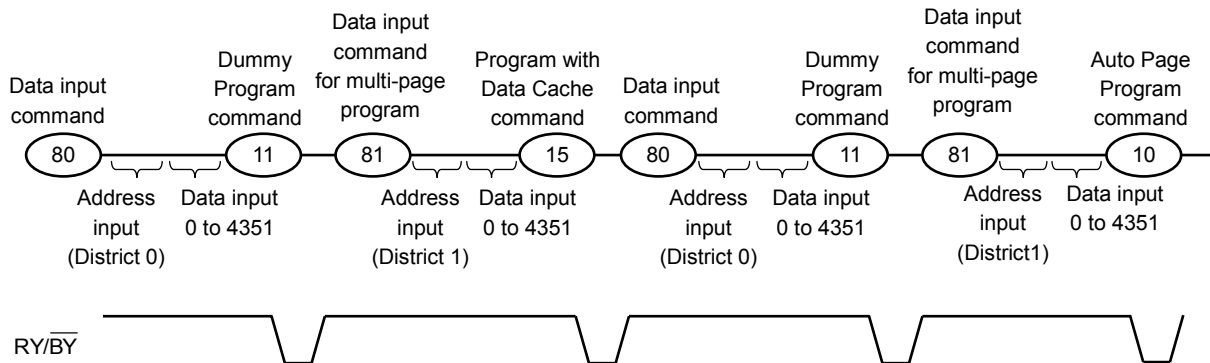 Data input
command
Dummy
Program
command
Data input
command
for multi-page
program
Program with
Data Cache
command
Data input
command
Dummy
Program
command
Data input
command
for multi-page
program
Auto Page
Program
command
80
11
81
15
80
11
81
10
Address
input
(District 0)
Data input
0 to 4351
Address
input
(District 1)
Data input
0 to 4351
Address
input
(District 0)
Data input
0 to 4351
Address
input
(District1)
Data input
0 to 4351
RY/BY